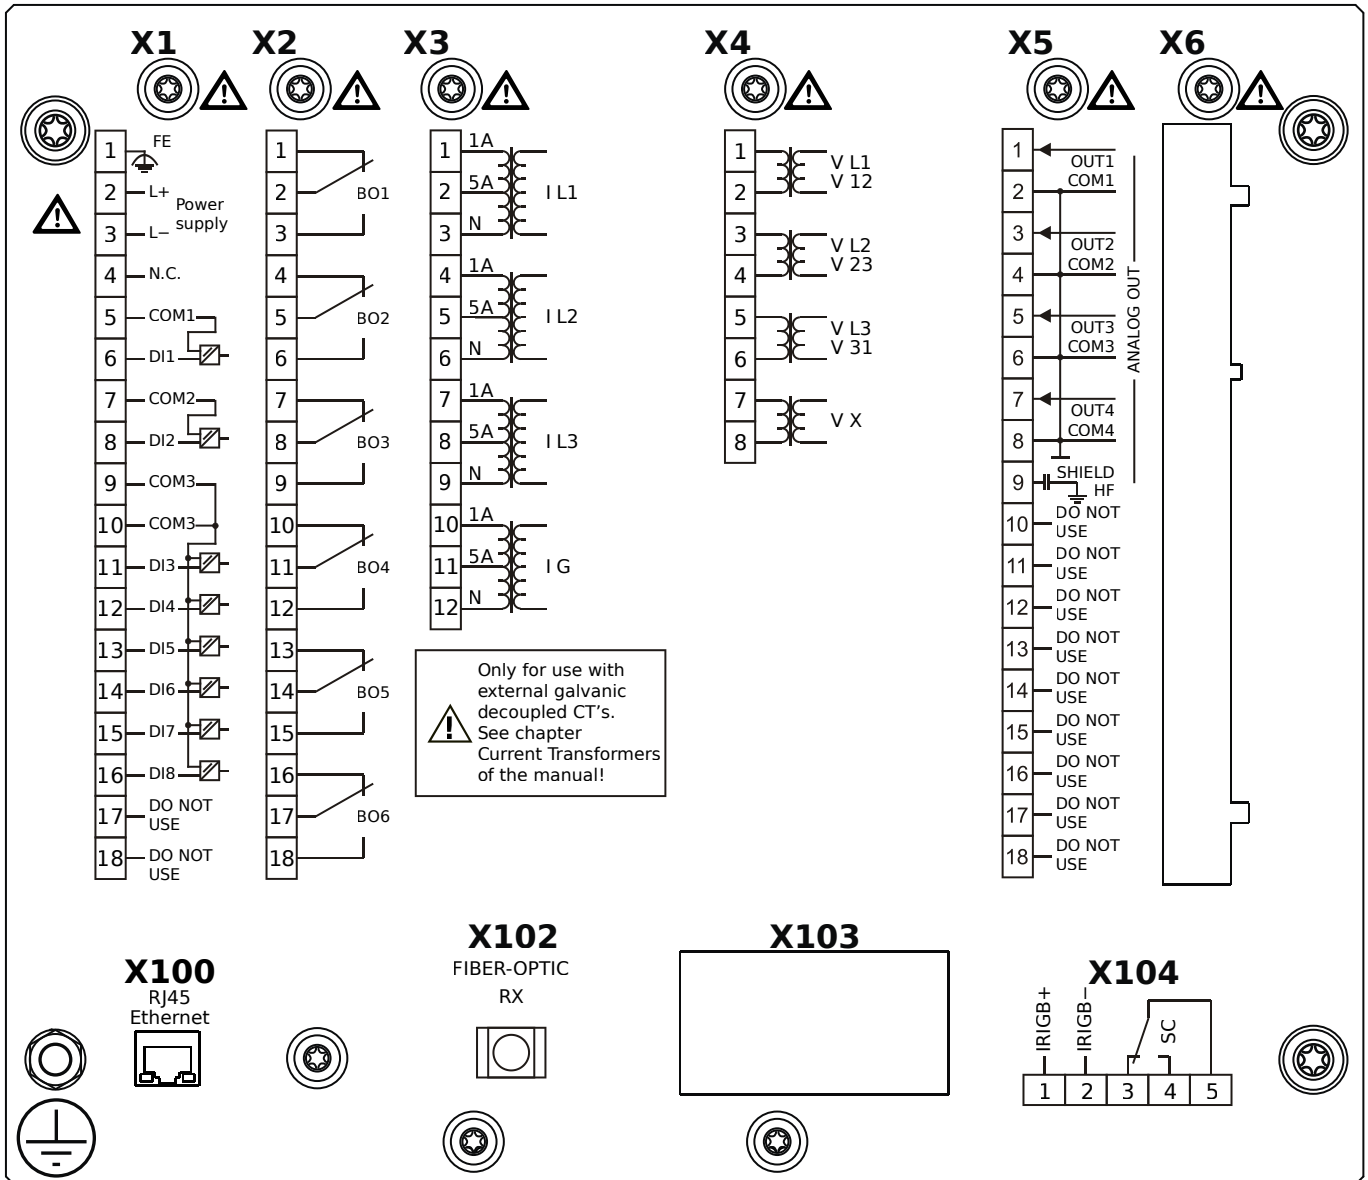 X1
X2
X3
X4
X5
X6
1 FE
2 L+
Power
supply
3 L−
4 N.C.
5 COM1
6 DI1
7 COM2
8 DI2
9 COM3
10 COM3
11 DI3
12 DI4
13 DI5
14 DI6
15 DI7
16 DI8
17 DO NOT
USE
18 DO NOT
USE
1
2 BO1
3
4
5 BO2
6
7
8 BO3
9
10
11 BO4
12
13
14 BO5
15
16
17 BO6
18
1 1A
2 5A I L1
3 N
4 1A
5 5A I L2
6 N
7 1A
8 5A I L3
9 N
10 1A
11 5A I G
12 N
Only for use with
external galvanic
decoupled CT's.
See chapter
Current Transformers
of the manual!
1 V L1
2 V 12
3 V L2
4 V 23
5 V L3
6 V 31
7 V X
8
1 OUT1
2 COM1
3 OUT2
4 COM2
5 OUT3
6 COM3
7 OUT4
8 COM4
ANALOG OUT
9 SHIELD
HF
10 DO NOT
USE
11 DO NOT
USE
12 DO NOT
USE
13 DO NOT
USE
14 DO NOT
USE
15 DO NOT
USE
16 DO NOT
USE
17 DO NOT
USE
18 DO NOT
USE
X100
RJ45
Ethernet
X102
FIBER-OPTIC
RX
X103
X104
IRIGB+
IRIGB−
SC
1 2 3 4 5